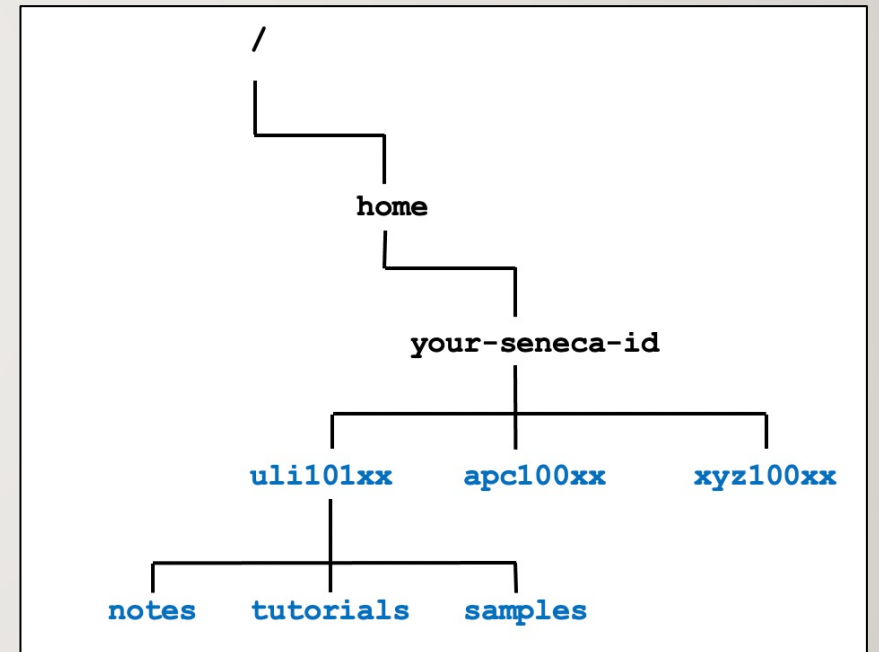 /
home
your-seneca-id
uli101xx apc100xx xyz100xx
notes tutorials samples